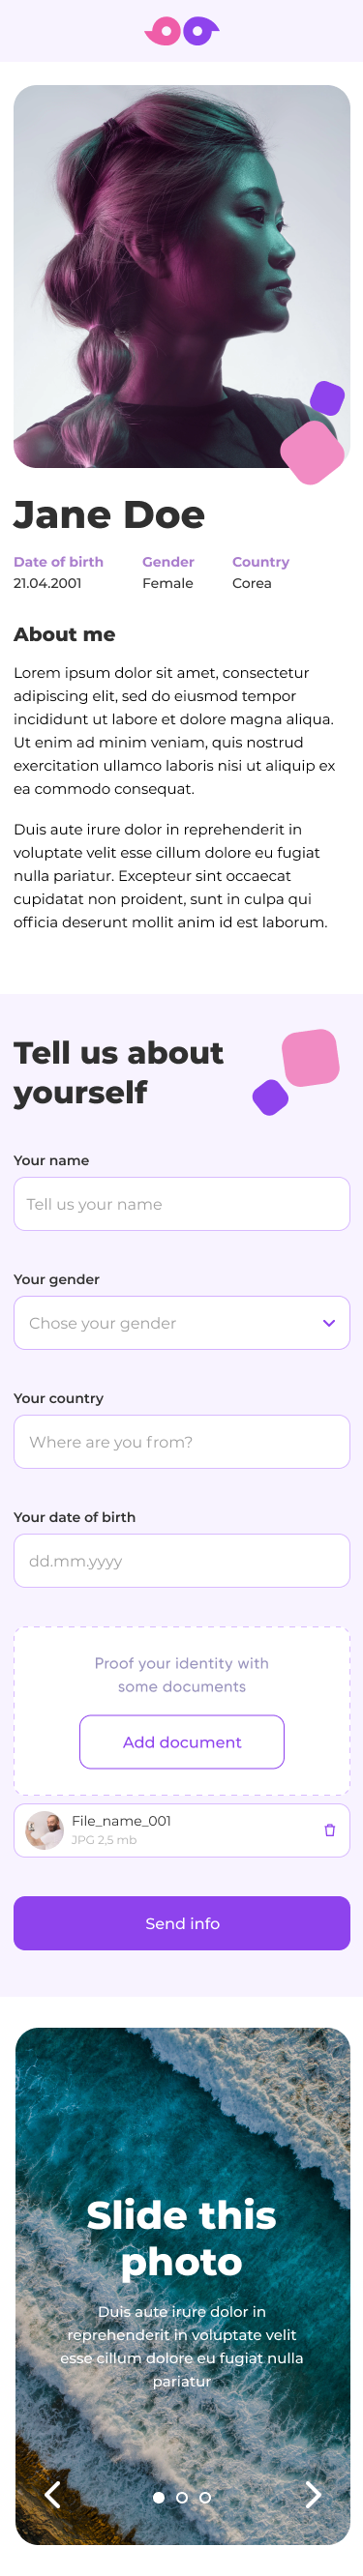 Jane Doe
Date of birth Gender Country
21.04.2001 Female Corea
About me
Lorem ipsum dolor sit amet, consectetur
adipiscing elit, sed do eiusmod tempor
incididunt ut labore et dolore magna aliqua.
Ut enim ad minim veniam, quis nostrud
exercitation ullamco laboris nisi ut aliquip ex
ea commodo consequat.
Duis aute irure dolor in reprehenderit in
voluptate velit esse cillum dolore eu fugiat
nulla pariatur. Excepteur sint occaecat
cupidatat non proident, sunt in culpa qui
officia deserunt mollit anim id est laborum.
Tell us about
yourself
Your name
Tell us your name
Your gender
Chose your gender
Your country
Where are you from?
Your date of birth
dd.mm.yyyy
Proof your identity with
some documents
Add document
File_name_001
JPG 2,5 mb
Send info
Slide this
photo
Duis aute irure dolor in
reprehenderit in voluptate velit
esse cillum dolore eu fugiat nulla
pariatur